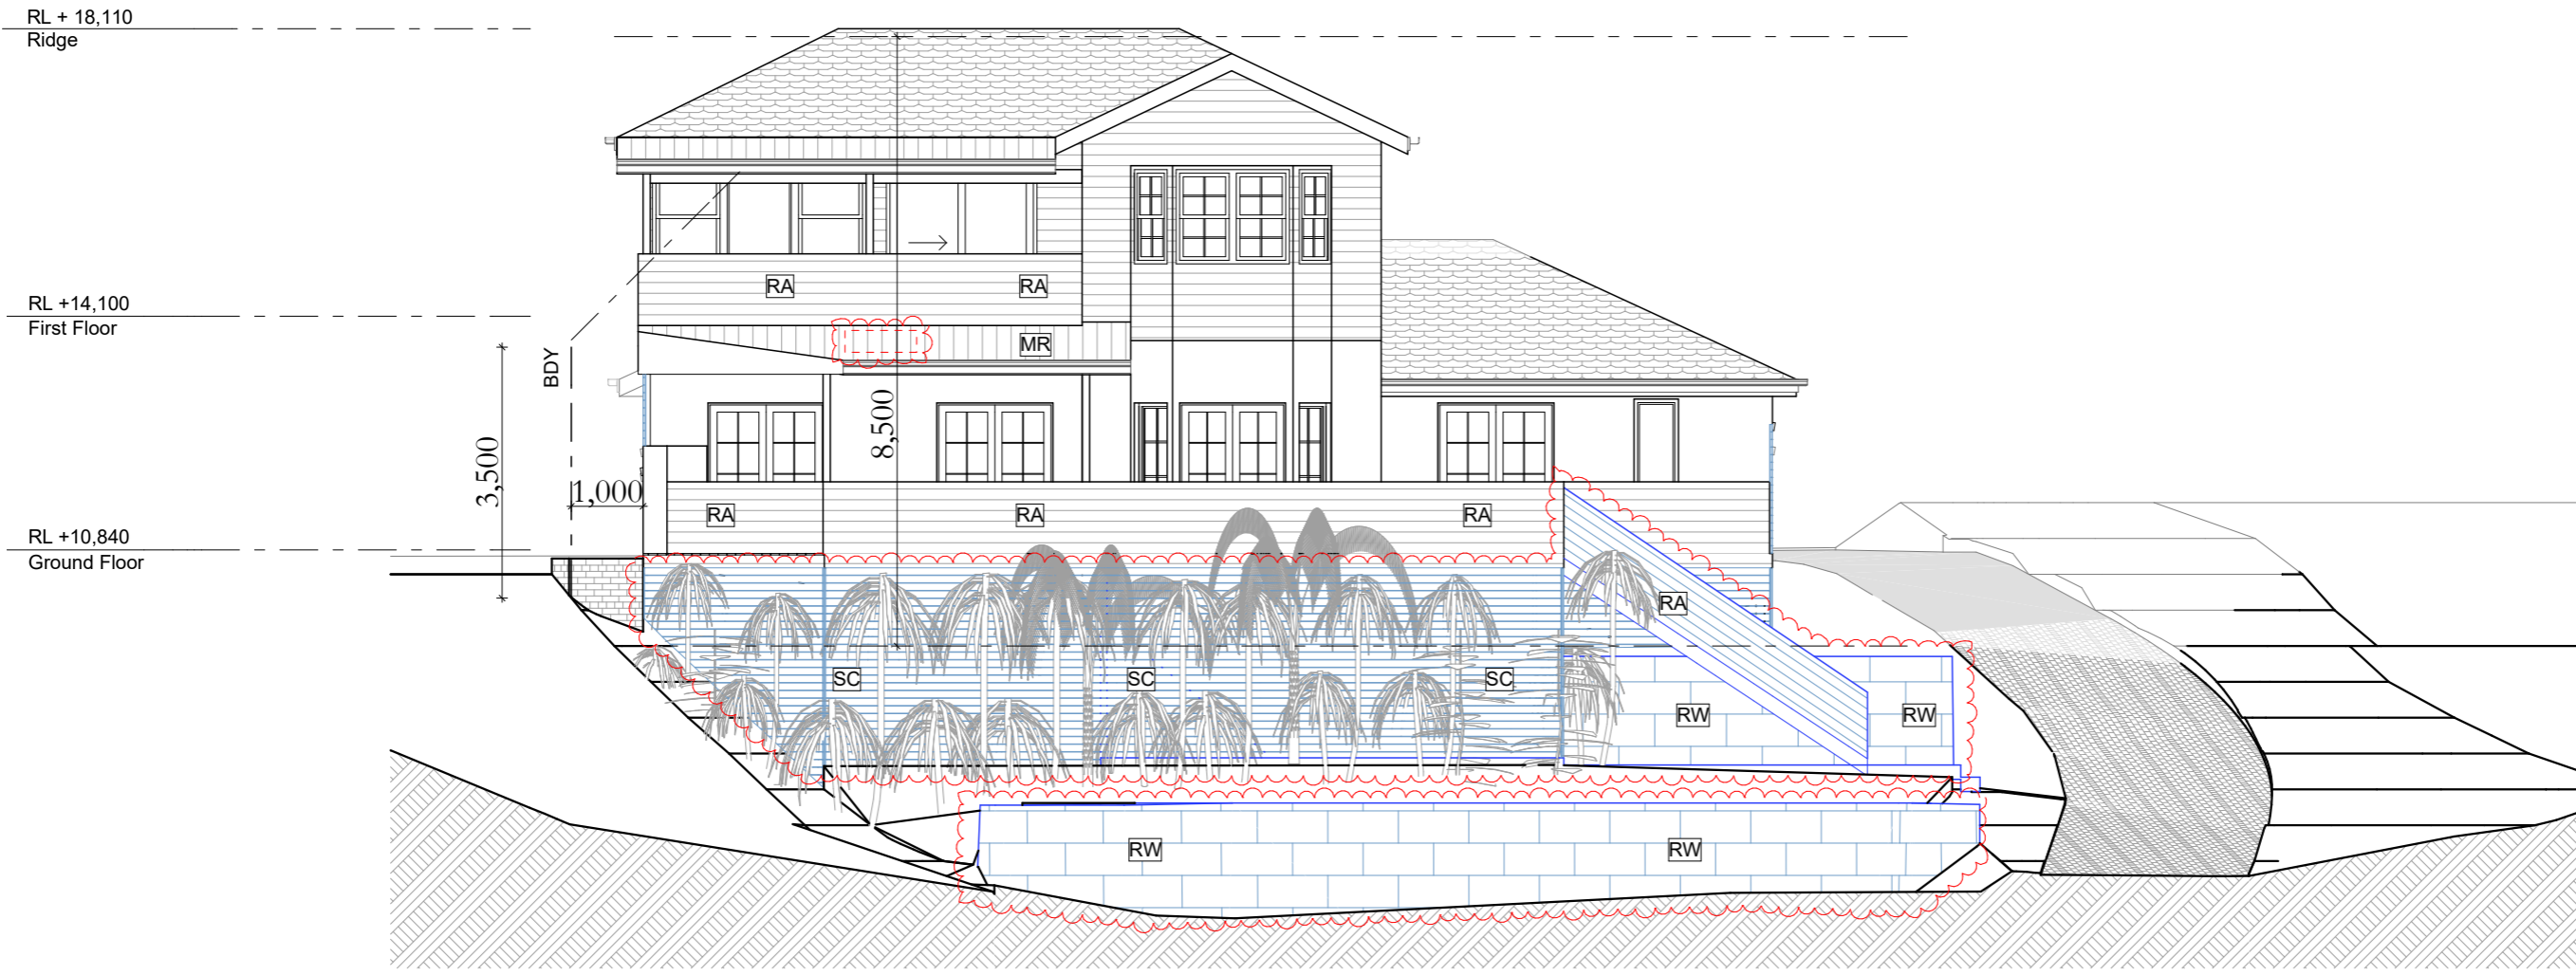 RL + 18,110
Ridge
RA
RA
RL +14,100
First Floor
MR
BDY
8,500
3,500
1,000
RA
RA
RA
RL +10,840
Ground Floor
RA
SC
SC
SC
RW
RW
RW
RW